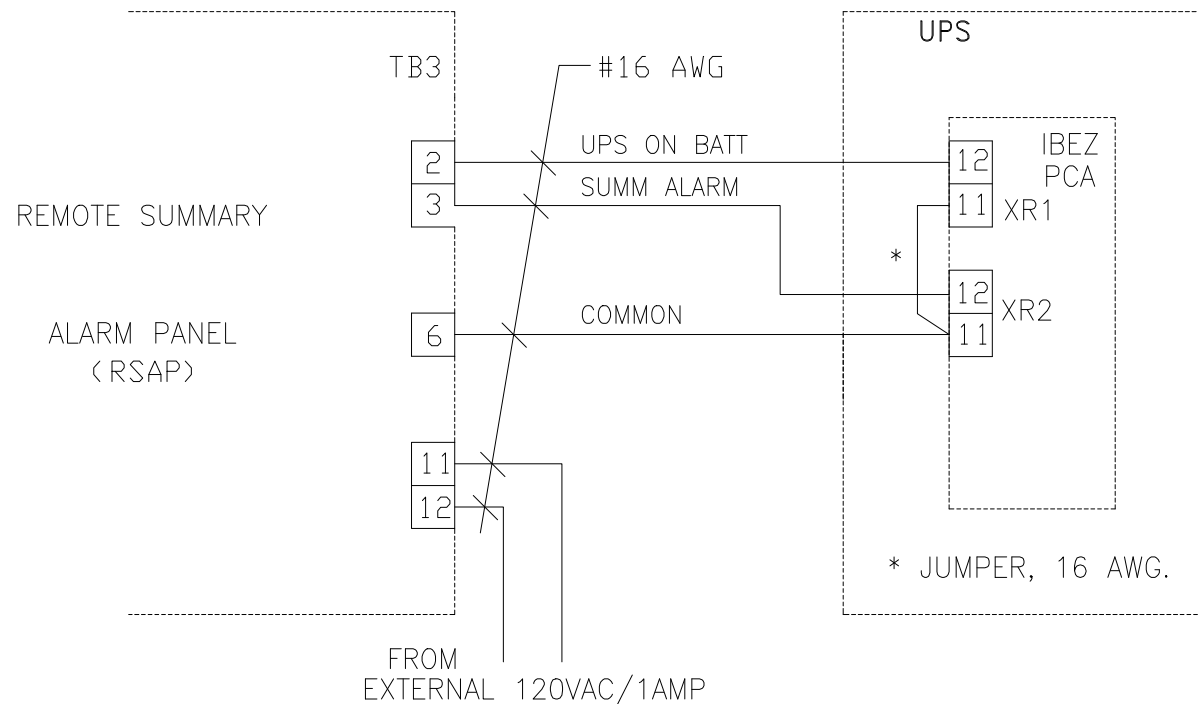 UPS
TB3
#16 AWG
UPS ON BATT
IBEZ
PCA
2
12
SUMM ALARM
3
11
XR1
REMOTE SUMMARY
*
12
XR2
COMMON
6
11
ALARM PANEL
(RSAP)
11
12
* JUMPER, 16 AWG.
FROM
EXTERNAL 120VAC/1AMP